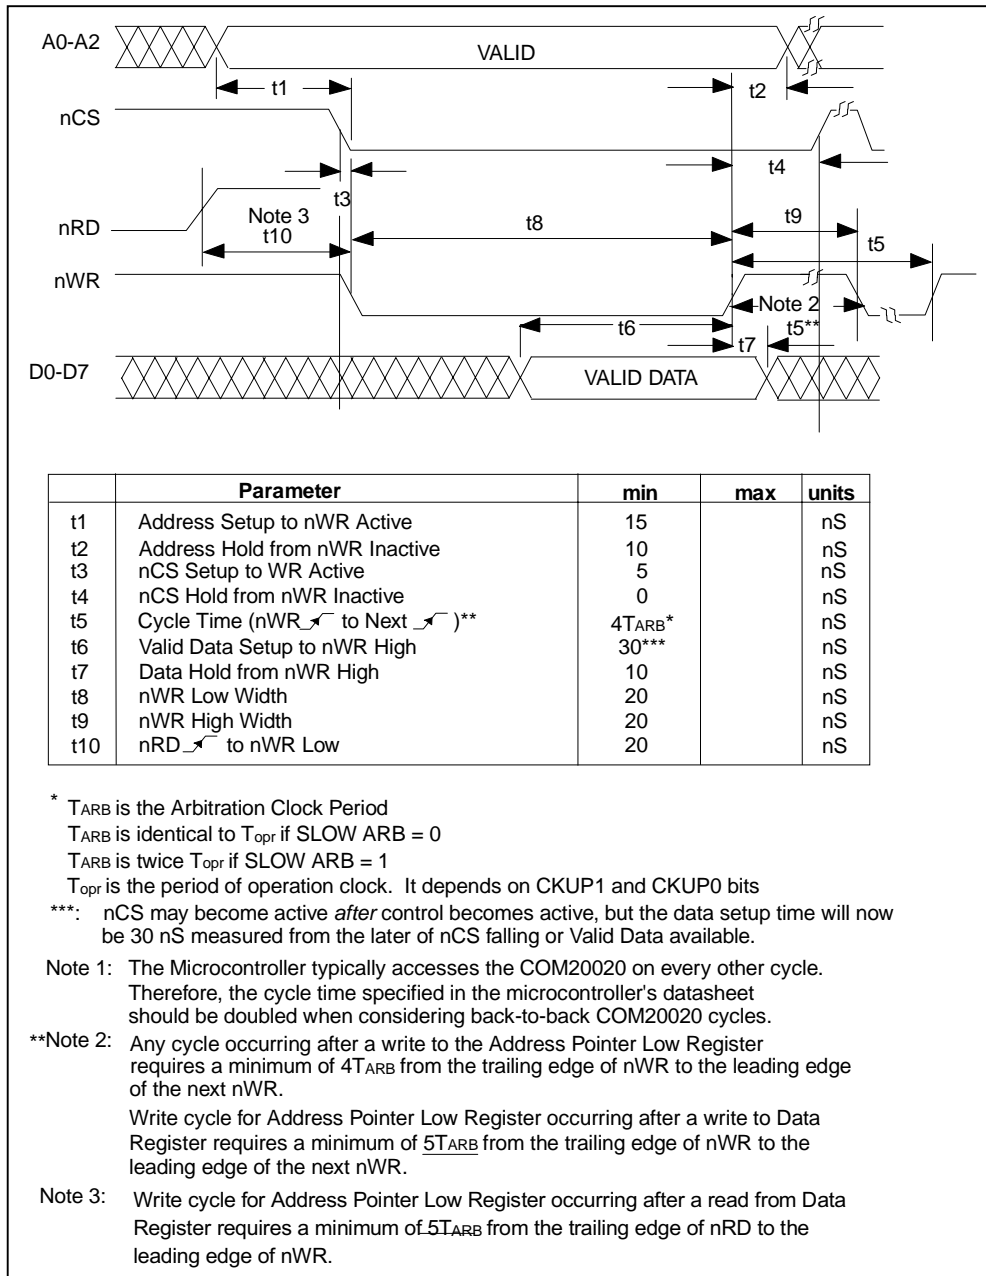 A0-A2
VALID
t1
t2
nCS
t4
t3
nRD
Note 3
t10
t8
t9
t5
nWR
Note 2
t6
t5**
t7
D0-D7
VALID DATA
Parameter min max units
t1 Address Setup to nWR Active 15 nS
t2 Address Hold from nWR Inactive 10 nS
t3 nCS Setup to WR Active 5 nS
t4 nCS Hold from nWR Inactive 0 nS
t5 Cycle Time (nWR to Next )** 4TARB* nS
t6 Valid Data Setup to nWR High 30*** nS
t7 Data Hold from nWR High 10 nS
t8 nWR Low Width 20 nS
t9 nWR High Width 20 nS
t10 nRD to nWR Low 20 nS
* TARB is the Arbitration Clock Period
TARB is identical to Topr if SLOW ARB = 0
TARB is twice Topr if SLOW ARB = 1
Topr is the period of operation clock. It depends on CKUP1 and CKUP0 bits
***: nCS may become active after control becomes active, but the data setup time will now
be 30 nS measured from the later of nCS falling or Valid Data available.
Note 1: The Microcontroller typically accesses the COM20020 on every other cycle.
Therefore, the cycle time specified in the microcontroller's datasheet
should be doubled when considering back-to-back COM20020 cycles.
**Note 2: Any cycle occurring after a write to the Address Pointer Low Register
requires a minimum of 4TARB from the trailing edge of nWR to the leading edge
of the next nWR.
Write cycle for Address Pointer Low Register occurring after a write to Data
Register requires a minimum of 5TARB from the trailing edge of nWR to the
leading edge of the next nWR.
Note 3: Write cycle for Address Pointer Low Register occurring after a read from Data
Register requires a minimum of 5TARB from the trailing edge of nRD to the
leading edge of nWR.